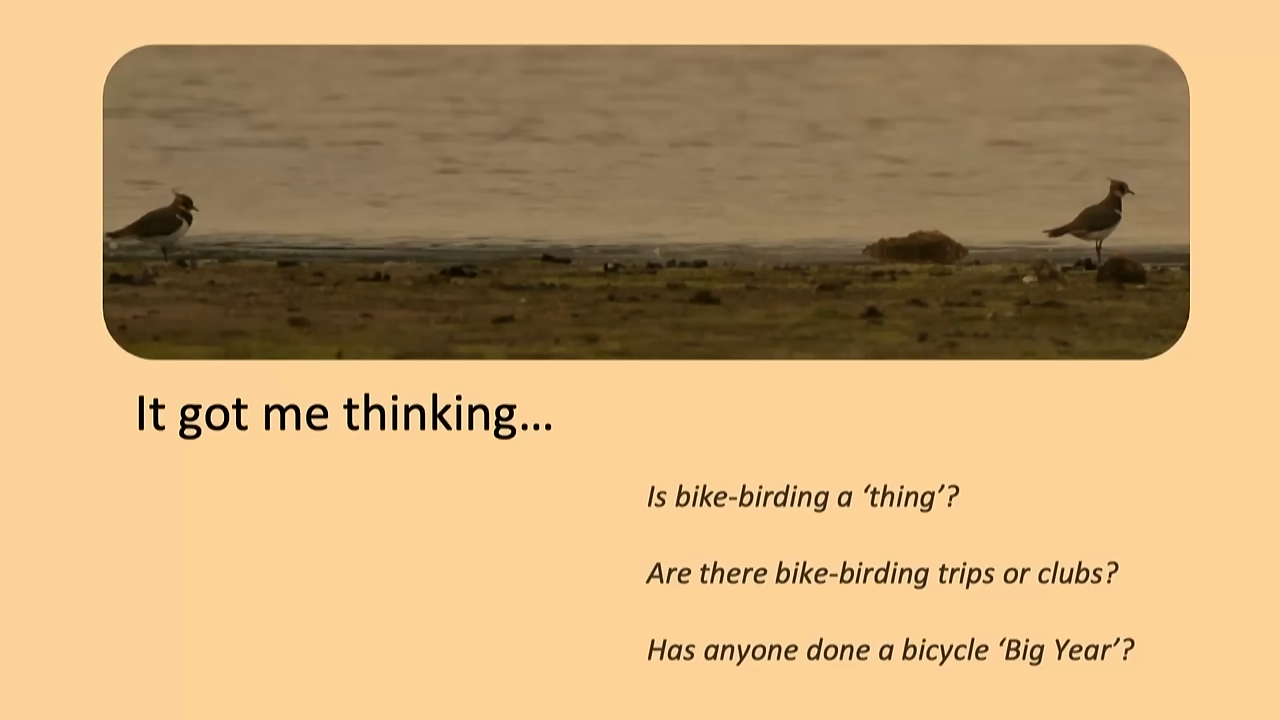 It got me thinking…
Is bike-birding a ‘thing’?
Are there bike-birding trips or clubs?
Has anyone done a bicycle ‘Big Year’?